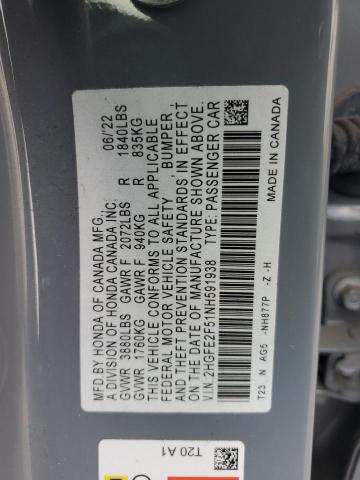 MFD. BY HONDA OF CANADA MFG. 06/'22
A DIVISION OF HONDA CANADA INC.
GVWR 3880LBS GAWR F 2072LBS R 1840LBS
GVWR 1760KG GAWR F 940KG R 835KG
THIS VEHICLE CONFORMS TO ALL APPLICABLE
FEDERAL MOTOR VEHICLE SAFETY, BUMPER,
AND THEFT PREVENTION STANDARDS IN EFFECT
ON THE DATE OF MANUFACTURE SHOWN ABOVE.
V.I.N. 2HGFE2F51NH591938 TYPE: PASSENGER CAR
T23 N AG5 -NH877P -Z -H MADE IN CANADA
T20 A1